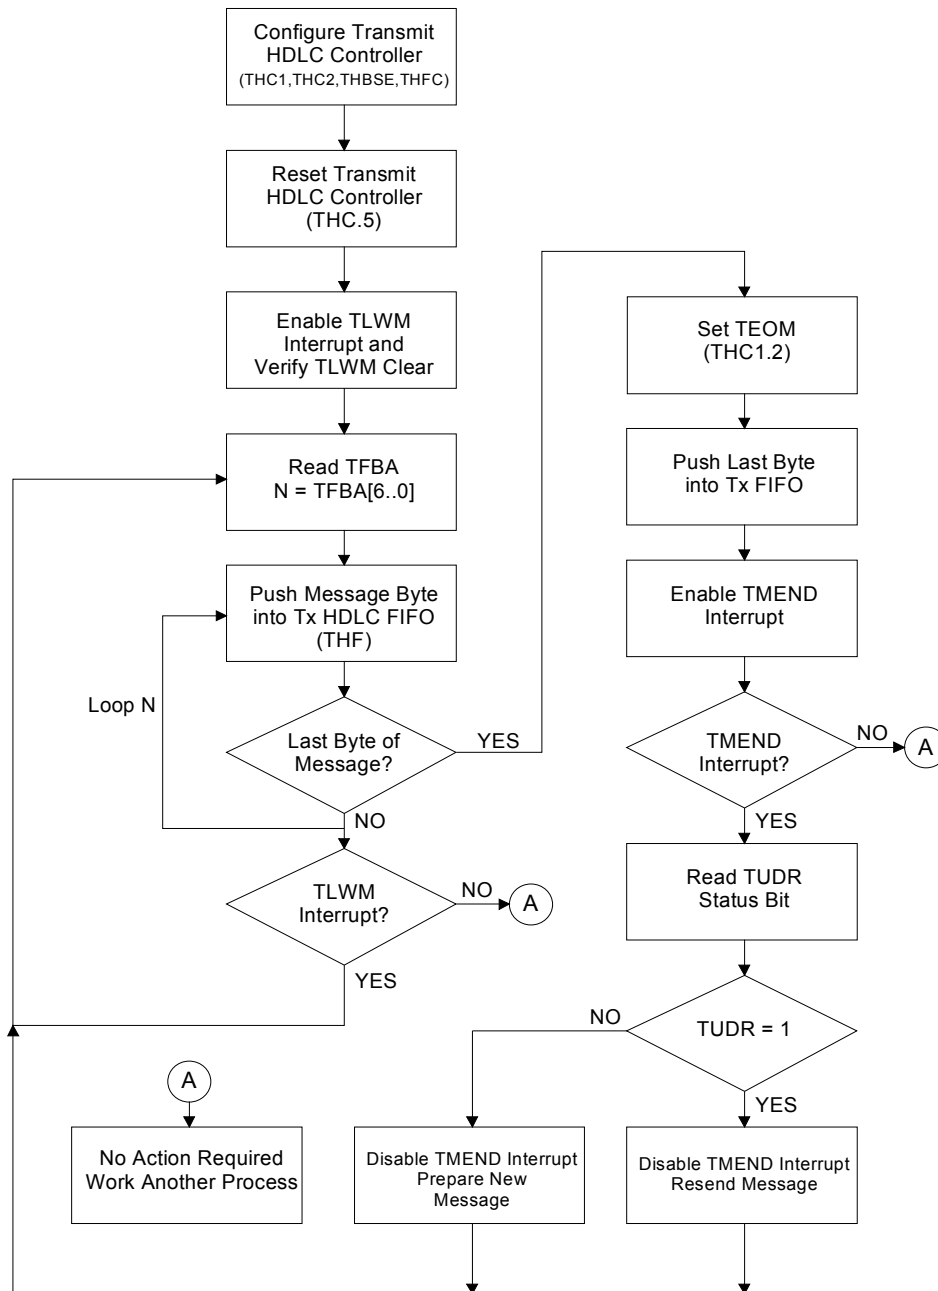 Configure Transmit
HDLC Controller
(THC1,THC2,THBSE,THFC)
Reset Transmit
HDLC Controller
(THC.5)
Enable TLWM
Interrupt and
Verify TLWM Clear
Read TFBA
N = TFBA[6..0]
Push Message Byte
into Tx HDLC FIFO
(THF)
Loop N
Last Byte of
Message?
YES
NO
TLWM
Interrupt?
NO
A
YES
A
No Action Required
Work Another Process
Set TEOM
(THC1.2)
Push Last Byte
into Tx FIFO
Enable TMEND
Interrupt
TMEND
Interrupt?
NO
A
YES
Read TUDR
Status Bit
TUDR = 1
NO
YES
Disable TMEND Interrupt
Prepare New
Message
Disable TMEND Interrupt
Resend Message